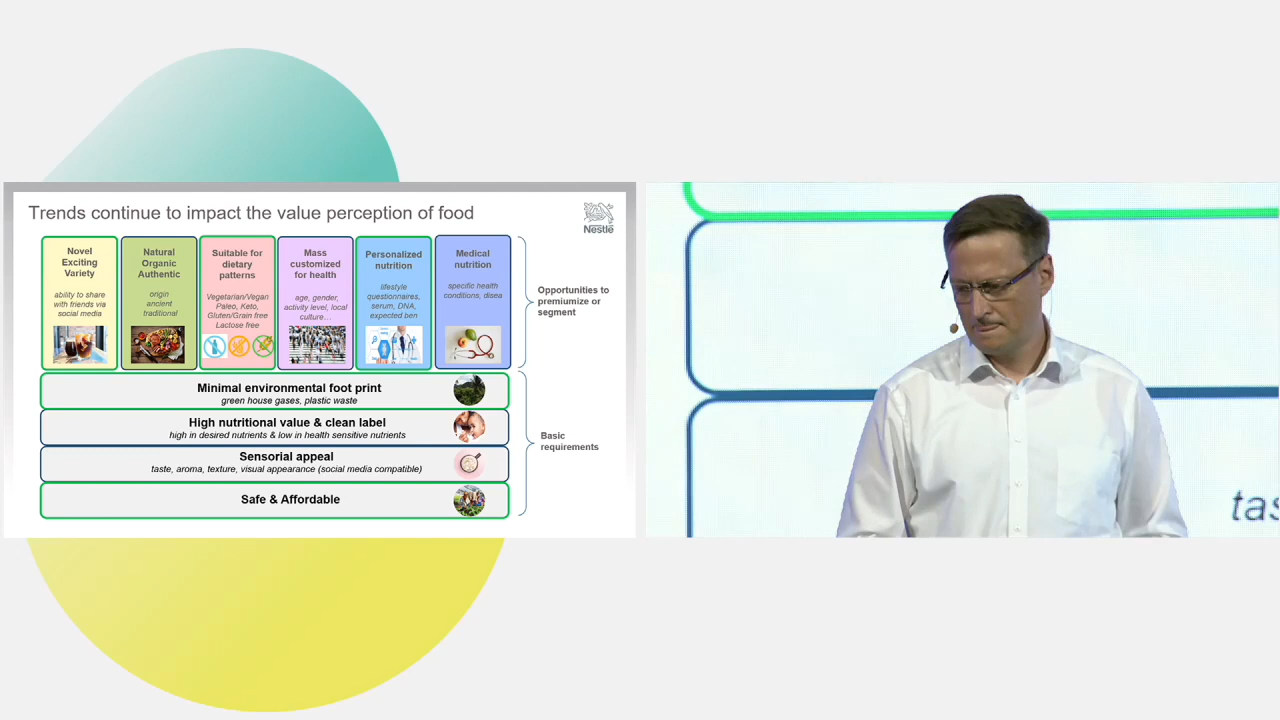 Trends continue to impact the value perception of food
Nestlé
Novel
Exciting
Variety
ability to share
with friends via
social media
Natural
Organic
Authentic
origin
ancient
traditional
Suitable for
dietary
patterns
Vegetarian/Vegan
Paleo, Keto,
Gluten/Grain free
Lactose free
Mass
customized
for health
age, gender,
activity level, local
culture…
Personalized
nutrition
lifestyle
questionnaires,
serum, DNA,
expected ben
Medical
nutrition
specific health
conditions, disea
Opportunities to
premiumize or
segment
Minimal environmental foot print
green house gases, plastic waste
High nutritional value & clean label
high in desired nutrients & low in health sensitive nutrients
Sensorial appeal
taste, aroma, texture, visual appearance (social media compatible)
Safe & Affordable
Basic
requirements
tas